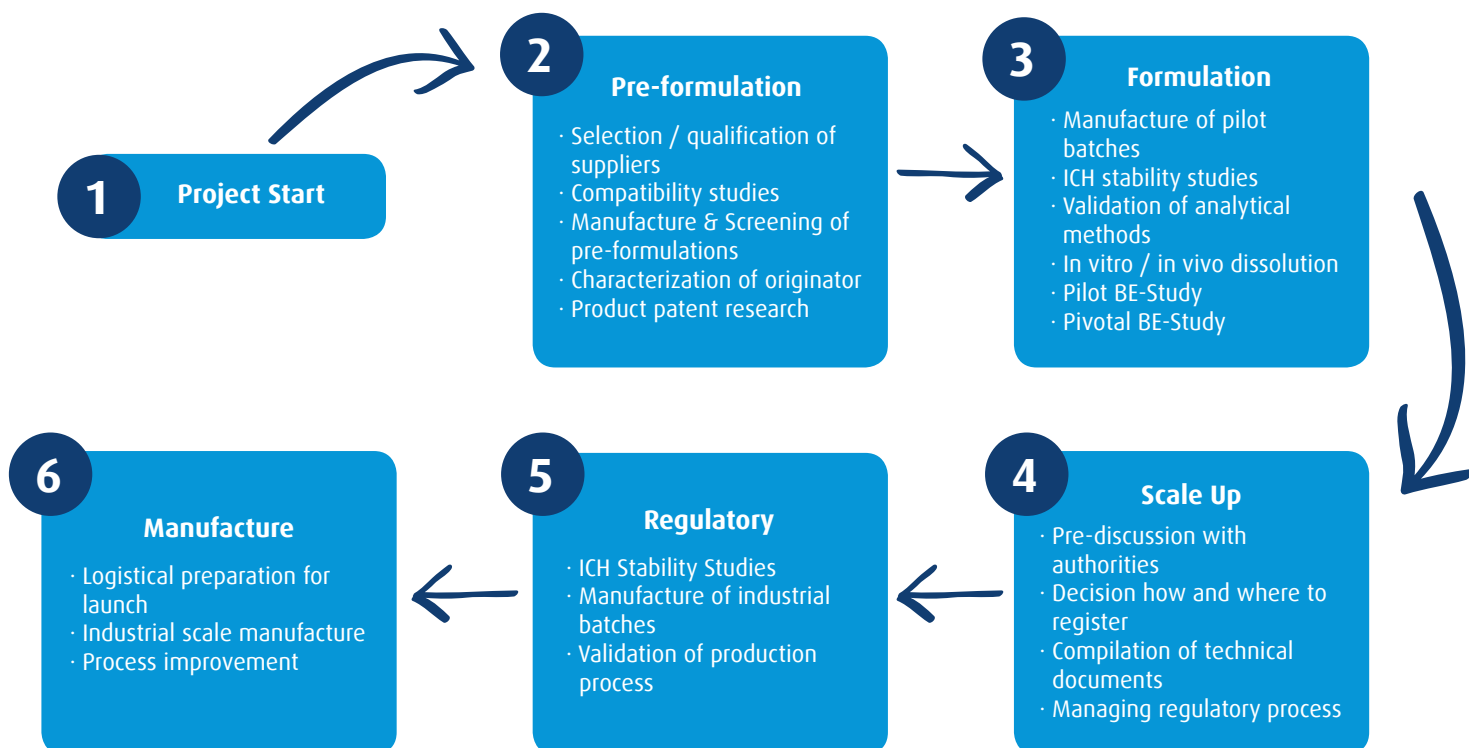 1
Project Start
2
Pre-formulation
· Selection / qualification of
suppliers
· Compatibility studies
· Manufacture & Screening of
pre-formulations
· Characterization of originator
· Product patent research
3
Formulation
· Manufacture of pilot
batches
· ICH stability studies
· Validation of analytical
methods
· In vitro / in vivo dissolution
· Pilot BE-Study
· Pivotal BE-Study
4
Scale Up
· Pre-discussion with
authorities
· Decision how and where to
register
· Compilation of technical
documents
· Managing regulatory process
5
Regulatory
· ICH Stability Studies
· Manufacture of industrial
batches
· Validation of production
process
6
Manufacture
· Logistical preparation for
launch
· Industrial scale manufacture
· Process improvement